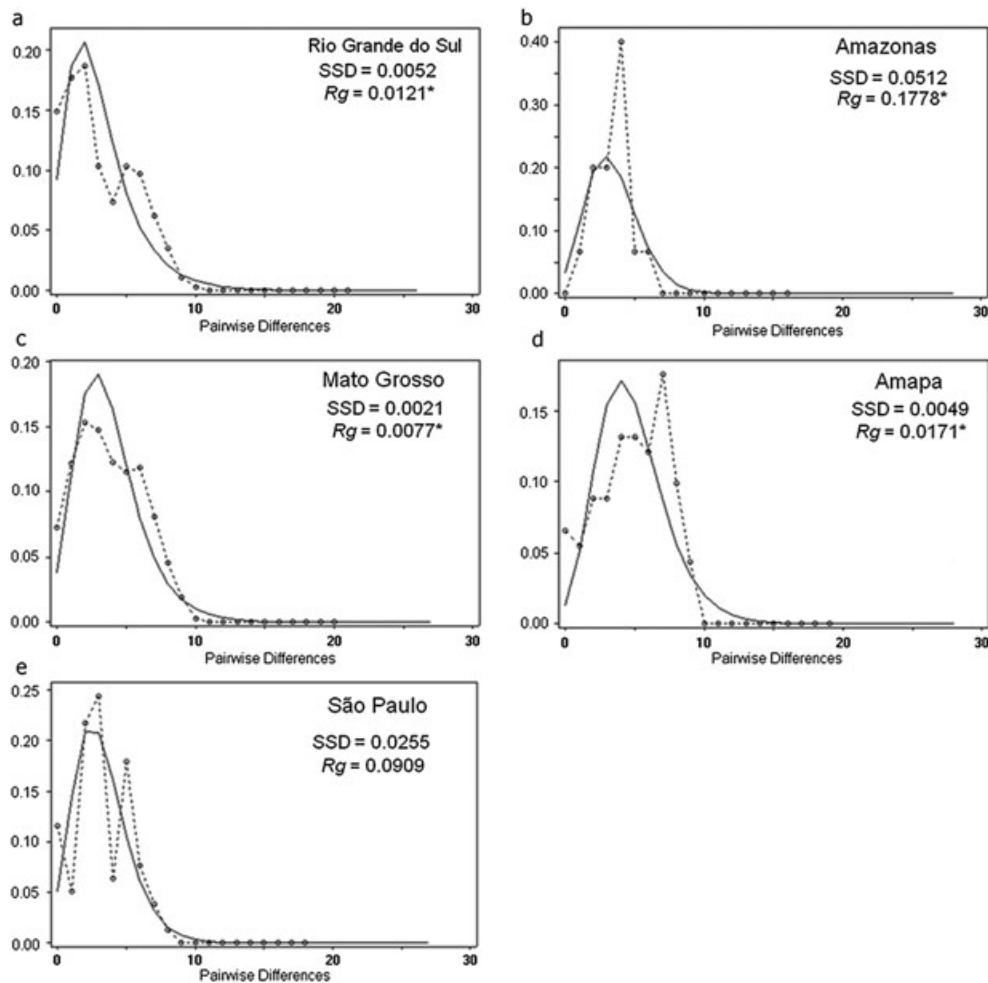 a
Rio Grande do Sul
SSD = 0.0052
Rg = 0.0121*
0.20
0.15
0.10
0.05
0.00
0 10 20 30
Pairwise Differences
b
Amazonas
SSD = 0.0512
Rg = 0.1778*
0.40
0.30
0.20
0.10
0.00
0 10 20 30
Pairwise Differences
c
Mato Grosso
SSD = 0.0021
Rg = 0.0077*
0.20
0.15
0.10
0.05
0.00
0 10 20 30
Pairwise Differences
d
Amapa
SSD = 0.0049
Rg = 0.0171*
0.15
0.10
0.05
0.00
0 10 20 30
Pairwise Differences
e
São Paulo
SSD = 0.0255
Rg = 0.0909
0.25
0.20
0.15
0.10
0.05
0.00
0 10 20 30
Pairwise Differences